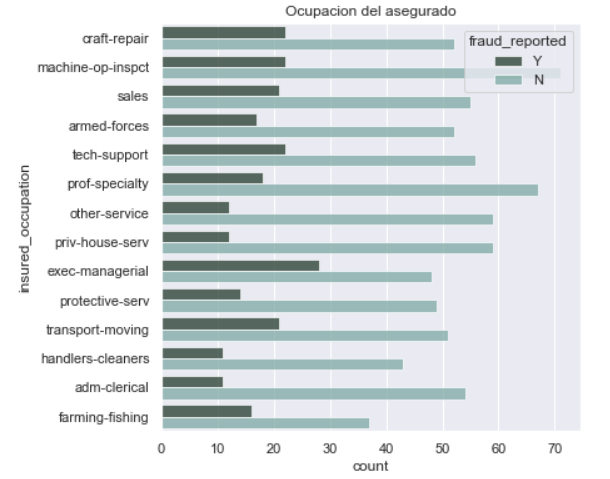 Ocupacion del asegurado
fraud_reported
Y
N
insured_occupation
craft-repair
machine-op-inspct
sales
armed-forces
tech-support
prof-specialty
other-service
priv-house-serv
exec-managerial
protective-serv
transport-moving
handlers-cleaners
adm-clerical
farming-fishing
0 10 20 30 40 50 60 70
count